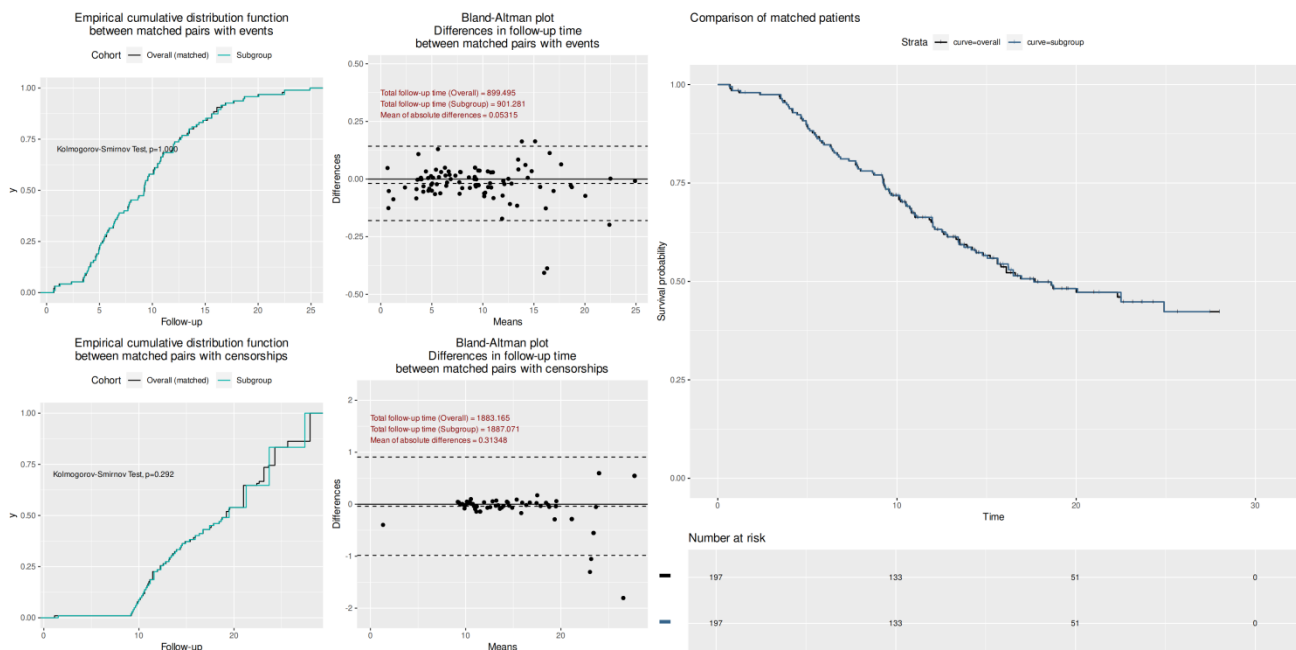 Empirical cumulative distribution function
between matched pairs with events
Cohort Overall (matched) Subgroup
1.00
0.75
0.50
0.25
0.00
y
Kolmogorov-Smirnov Test, p=1.000
0 5 10 15 20 25
Follow-up
Bland-Altman plot
Differences in follow-up time
between matched pairs with events
0.50
0.25
0.00
-0.25
-0.50
Differences
Total follow-up time (Overall) = 899.495
Total follow-up time (Subgroup) = 901.281
Mean of absolute differences = 0.05315
0 5 10 15 20 25
Means
Empirical cumulative distribution function
between matched pairs with censorships
Cohort Overall (matched) Subgroup
1.00
0.75
0.50
0.25
0.00
y
Kolmogorov-Smirnov Test, p=0.292
0 10 20
Follow-up
Bland-Altman plot
Differences in follow-up time
between matched pairs with censorships
2
1
0
-1
-2
Differences
Total follow-up time (Overall) = 1883.165
Total follow-up time (Subgroup) = 1887.071
Mean of absolute differences = 0.31348
0 10 20
Means
Comparison of matched patients
Strata curve=overall curve=subgroup
1.00
0.75
0.50
0.25
0.00
Survival probability
0 10 20 30
Time
Number at risk
197 133 51 0
197 133 51 0